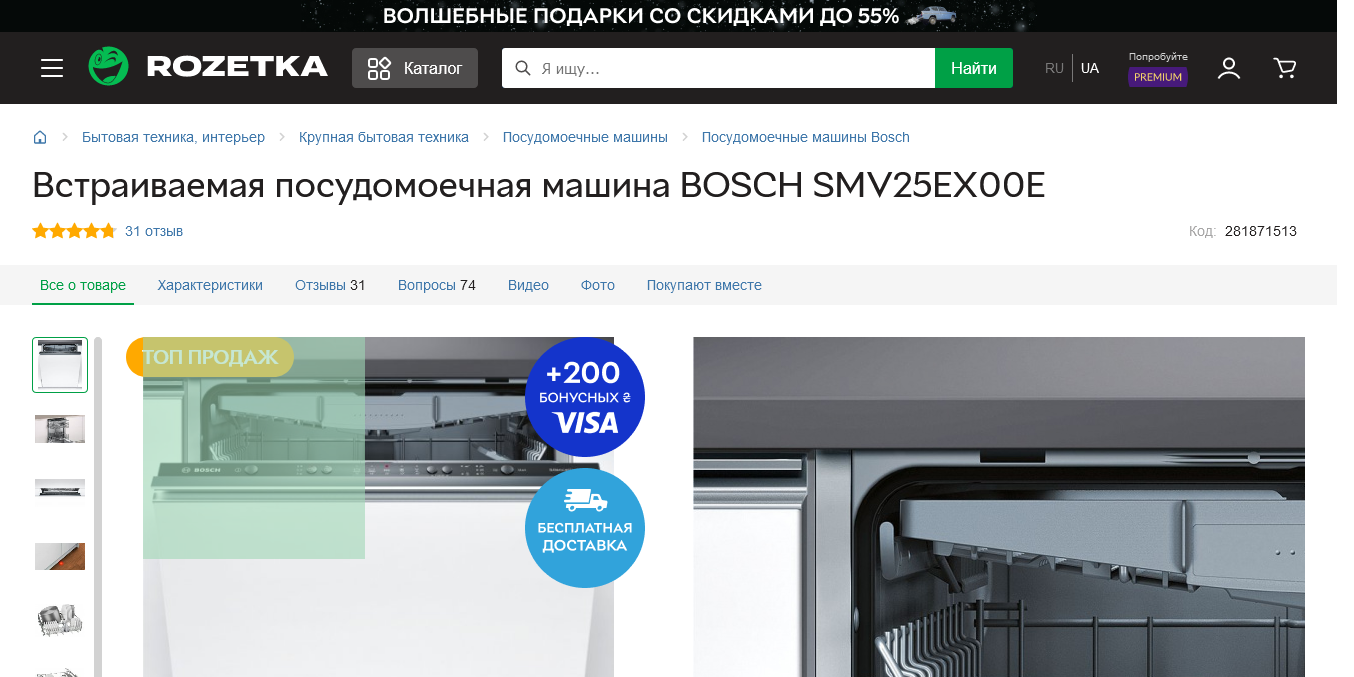 ВОЛШЕБНЫЕ ПОДАРКИ СО СКИДКАМИ ДО 55%
ROZETKA
Каталог
Я ищу...
Найти
RU
UA
Попробуйте
PREMIUM
Бытовая техника, интерьер
Крупная бытовая техника
Посудомоечные машины
Посудомоечные машины Bosch
Встраиваемая посудомоечная машина BOSCH SMV25EX00E
31 отзыв
Код: 281871513
Все о товаре
Характеристики
Отзывы 31
Вопросы 74
Видео
Фото
Покупают вместе
ТОП ПРОДАЖ
+200
БОНУСНЫХ ₴
VISA
BOSCH
БЕСПЛАТНАЯ
ДОСТАВКА